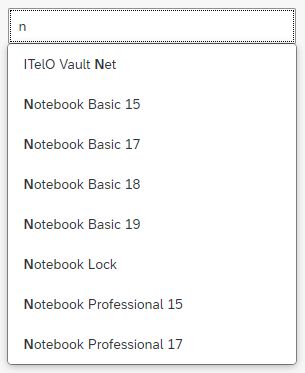 n
ITelO Vault Net
Notebook Basic 15
Notebook Basic 17
Notebook Basic 18
Notebook Basic 19
Notebook Lock
Notebook Professional 15
Notebook Professional 17